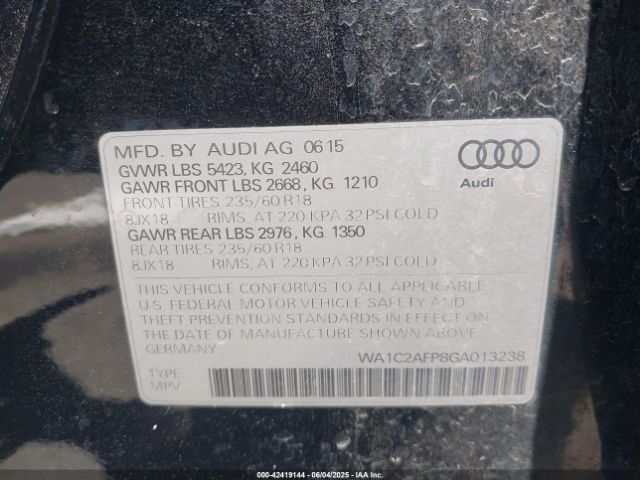 MFD. BY AUDI AG 06 15
GVWR LBS 5423, KG 2460
GAWR FRONT LBS 2668, KG 1210
FRONT-TIRES 235/60 R18
8JX18 RIMS, AT 220 KPA 32 PSI COLD
GAWR REAR LBS 2976, KG 1350
REAR TIRES 235/60 R18
8JX18 RIMS, AT 220 KPA 32 PSI COLD
Audi
THIS VEHICLE CONFORMS TO ALL APPLICABLE
U.S. FEDERAL MOTOR VEHICLE SAFETY AND
THEFT PREVENTION STANDARDS IN EFFECT ON
THE DATE OF MANUFACTURE SHOWN ABOVE.
GERMANY
WA1C2AFP8GA013238
TYPE:
MPV
000-42419144 - 06/04/2025 - IAA Inc.